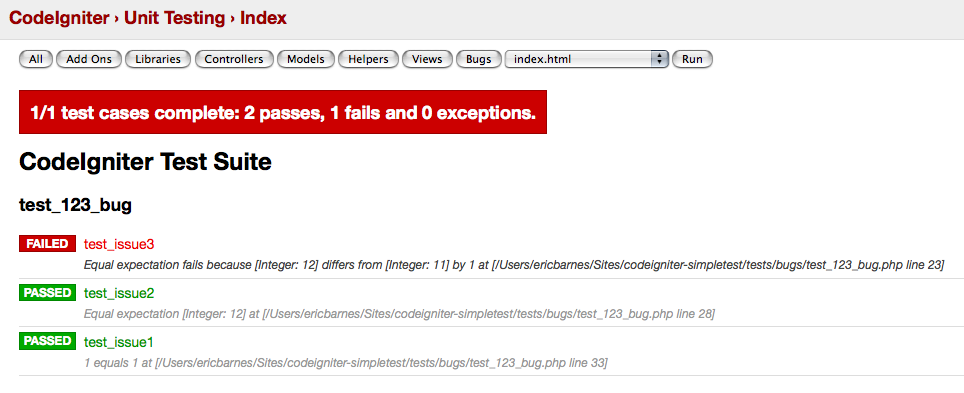 CodeIgniter › Unit Testing › Index
All Add Ons Libraries Controllers Models Helpers Views Bugs index.html Run
1/1 test cases complete: 2 passes, 1 fails and 0 exceptions.
CodeIgniter Test Suite
test_123_bug
FAILED test_issue3
Equal expectation fails because [Integer: 12] differs from [Integer: 11] by 1 at [/Users/ericbarnes/Sites/codeigniter-simpletest/tests/bugs/test_123_bug.php line 23]
PASSED test_issue2
Equal expectation [Integer: 12] at [/Users/ericbarnes/Sites/codeigniter-simpletest/tests/bugs/test_123_bug.php line 28]
PASSED test_issue1
1 equals 1 at [/Users/ericbarnes/Sites/codeigniter-simpletest/tests/bugs/test_123_bug.php line 33]